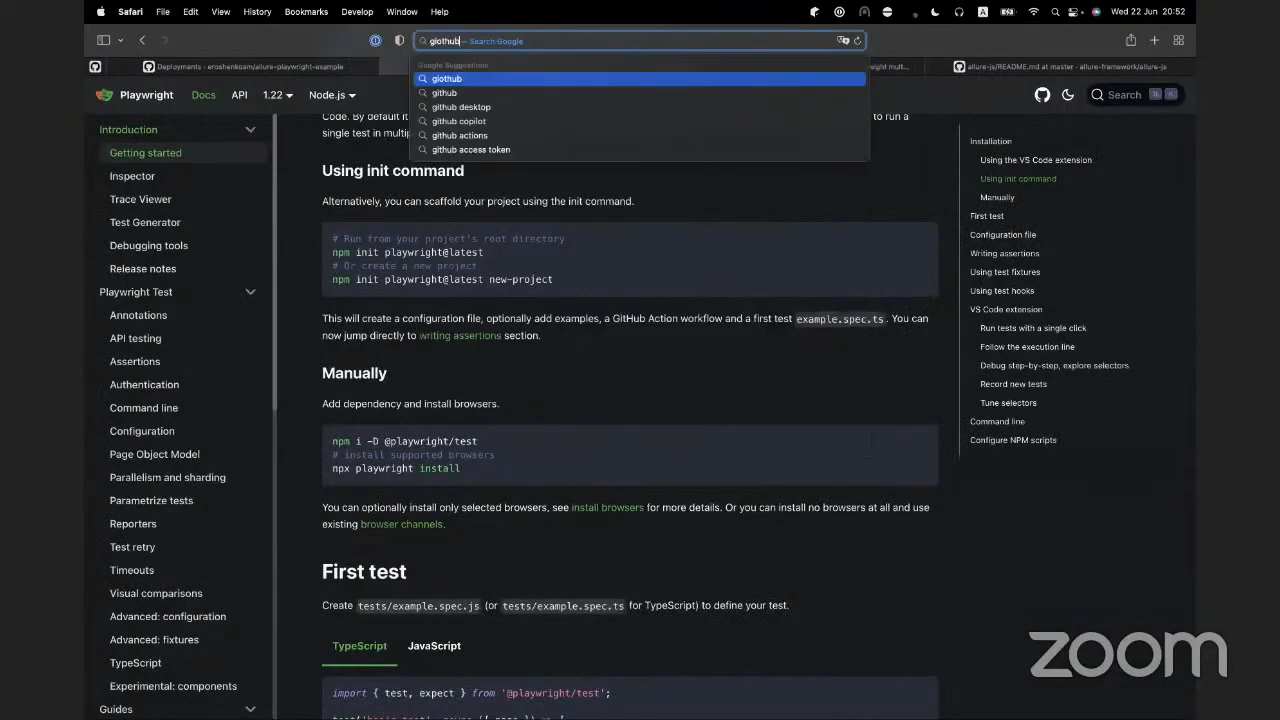 Safari File Edit View History Bookmarks Develop Window Help
A
Wed 22 Jun 20:52
giothub — Search Google
Deployments - eroshenkoam/allure-playwright-example
eight mult...
allure-js/README.md at master · allure-framework/allure-js
Google Suggestions
giothub
github
github desktop
github copilot
github actions
github access token
Playwright Docs API 1.22 Node.js
Search ⌘ K
Introduction
Getting started
Inspector
Trace Viewer
Test Generator
Debugging tools
Release notes
Playwright Test
Annotations
API testing
Assertions
Authentication
Command line
Configuration
Page Object Model
Parallelism and sharding
Parametrize tests
Reporters
Test retry
Timeouts
Visual comparisons
Advanced: configuration
Advanced: fixtures
TypeScript
Experimental: components
Guides
Code. By default it
to run a
single test in multip
Using init command
Alternatively, you can scaffold your project using the init command.
# Run from your project's root directory
npm init playwright@latest
# Or create a new project
npm init playwright@latest new-project
This will create a configuration file, optionally add examples, a GitHub Action workflow and a first test example.spec.ts. You can
now jump directly to writing assertions section.
Manually
Add dependency and install browsers.
npm i -D @playwright/test
# install supported browsers
npx playwright install
You can optionally install only selected browsers, see install browsers for more details. Or you can install no browsers at all and use
existing browser channels.
First test
Create tests/example.spec.js (or tests/example.spec.ts for TypeScript) to define your test.
TypeScript JavaScript
import { test, expect } from '@playwright/test';
Installation
Using the VS Code extension
Using init command
Manually
First test
Configuration file
Writing assertions
Using test fixtures
Using test hooks
VS Code extension
Run tests with a single click
Follow the execution line
Debug step-by-step, explore selectors
Record new tests
Tune selectors
Command line
Configure NPM scripts
zoom